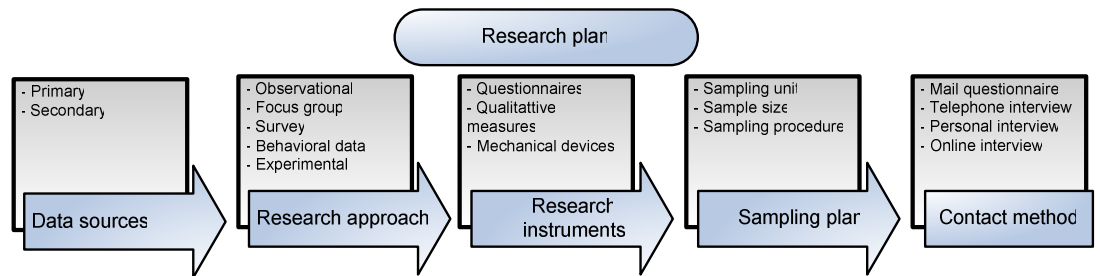 Research plan
- Primary
- Secondary
Data sources
- Observational
- Focus group
- Survey
- Behavioral data
- Experimental
Research approach
- Questionnaires
- Qualitattive
measures
- Mechanical devices
Research
instruments
- Sampling unit
- Sample size
- Sampling procedure
Sampling plan
- Mail questionnaire
- Telephone interview
- Personal interview
- Online interview
Contact method